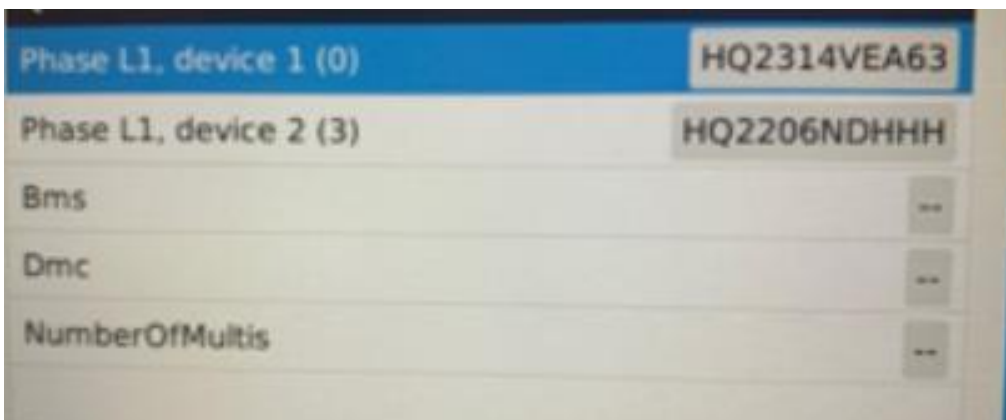 Phase L1, device 1 (0) HQ2314VEA63
Phase L1, device 2 (3) HQ2206NDHHH
Bms --
Dmc --
NumberOfMultis --